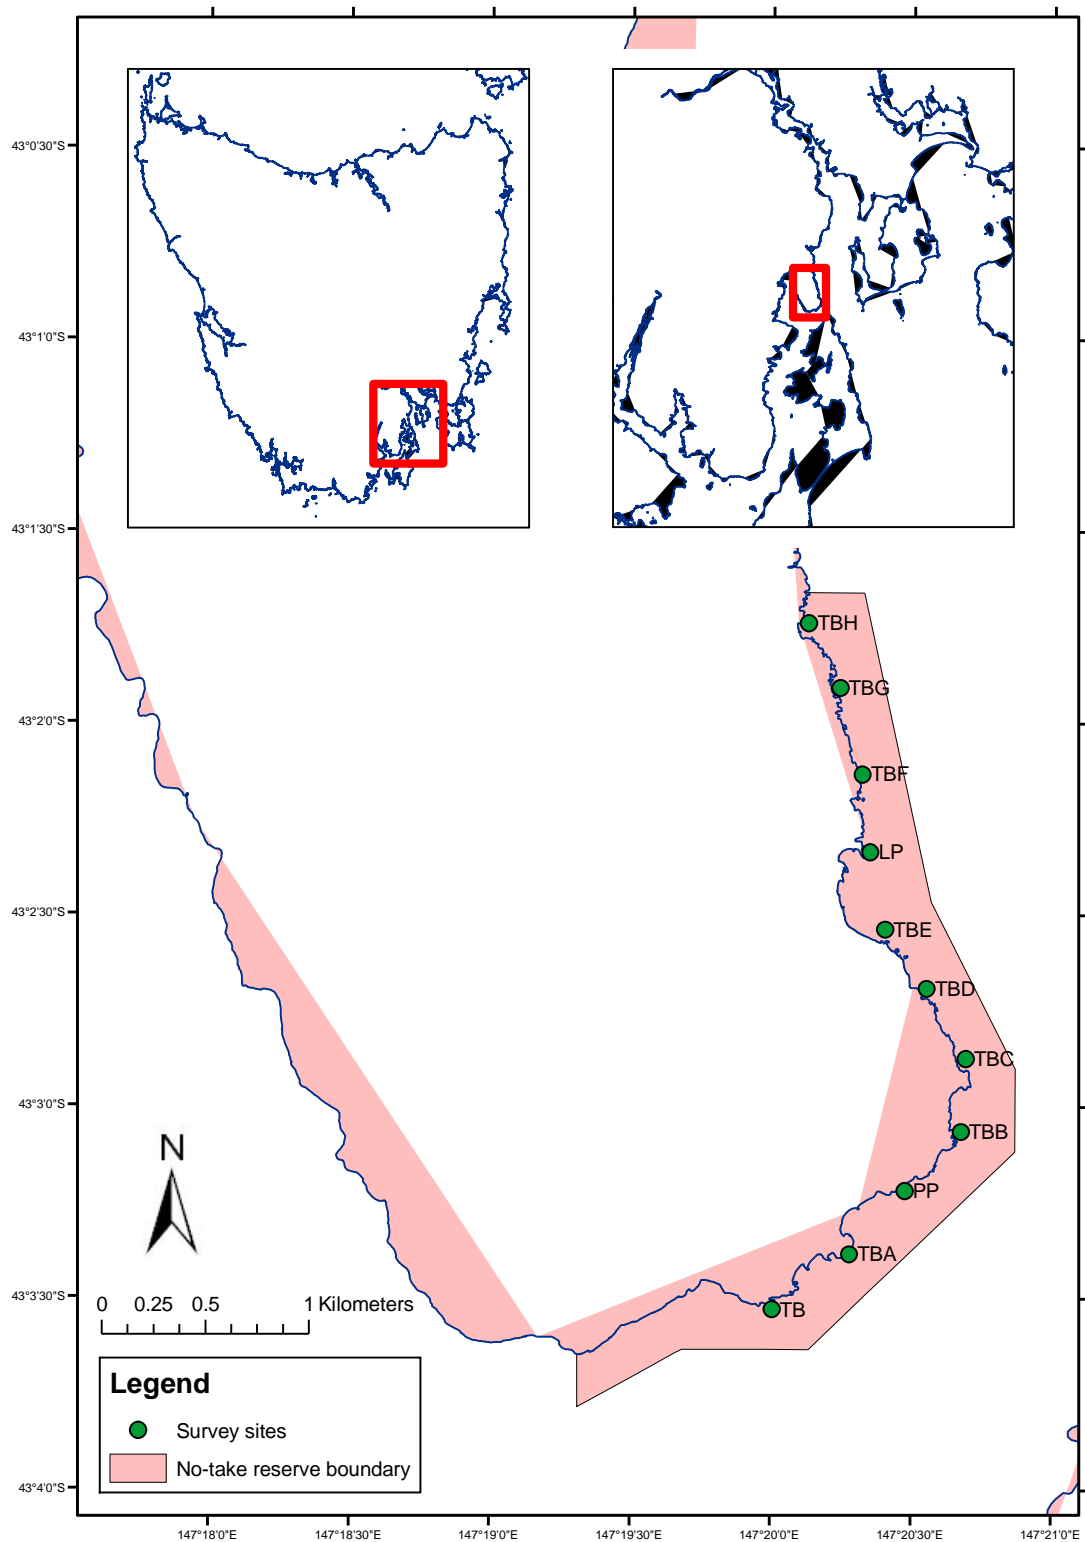 43°0'30"S
43°1'0"S
43°1'30"S
TBH
TBG
43°2'0"S
TBF
LP
43°2'30"S
TBE
TBD
TBC
43°3'0"S
TBB
N
PP
TBA
43°3'30"S
0 0.25 0.5 1 Kilometers
TB
Legend
Survey sites
No-take reserve boundary
43°4'0"S
147°18'0"E 147°18'30"E 147°19'0"E 147°19'30"E 147°20'0"E 147°20'30"E 147°21'0"E